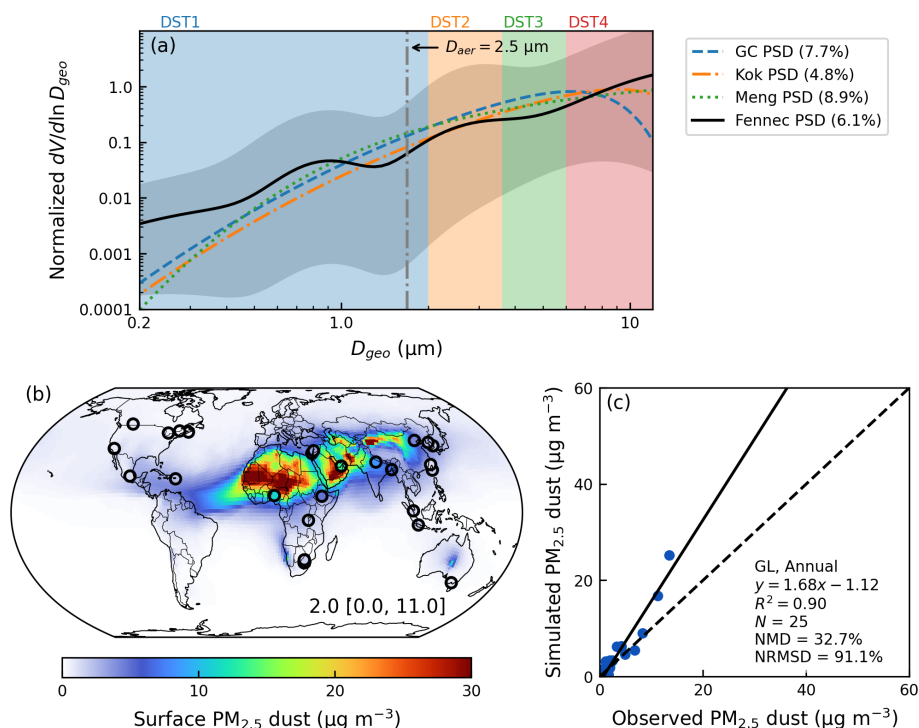 DST1 DST2 DST3 DST4
(a)
D_aer = 2.5 μm
GC PSD (7.7%)
Kok PSD (4.8%)
Meng PSD (8.9%)
Fennec PSD (6.1%)
1.0
0.1
0.01
0.001
0.0001
Normalized dV/dln D_geo
0.2 1.0 10
D_geo (μm)
(b)
2.0 [0.0, 11.0]
0 10 20 30
Surface PM₂.₅ dust (μg m⁻³)
(c)
60
40
20
0
Simulated PM₂.₅ dust (μg m⁻³)
GL, Annual
y = 1.68x − 1.12
R² = 0.90
N = 25
NMD = 32.7%
NRMSD = 91.1%
0 20 40 60
Observed PM₂.₅ dust (μg m⁻³)